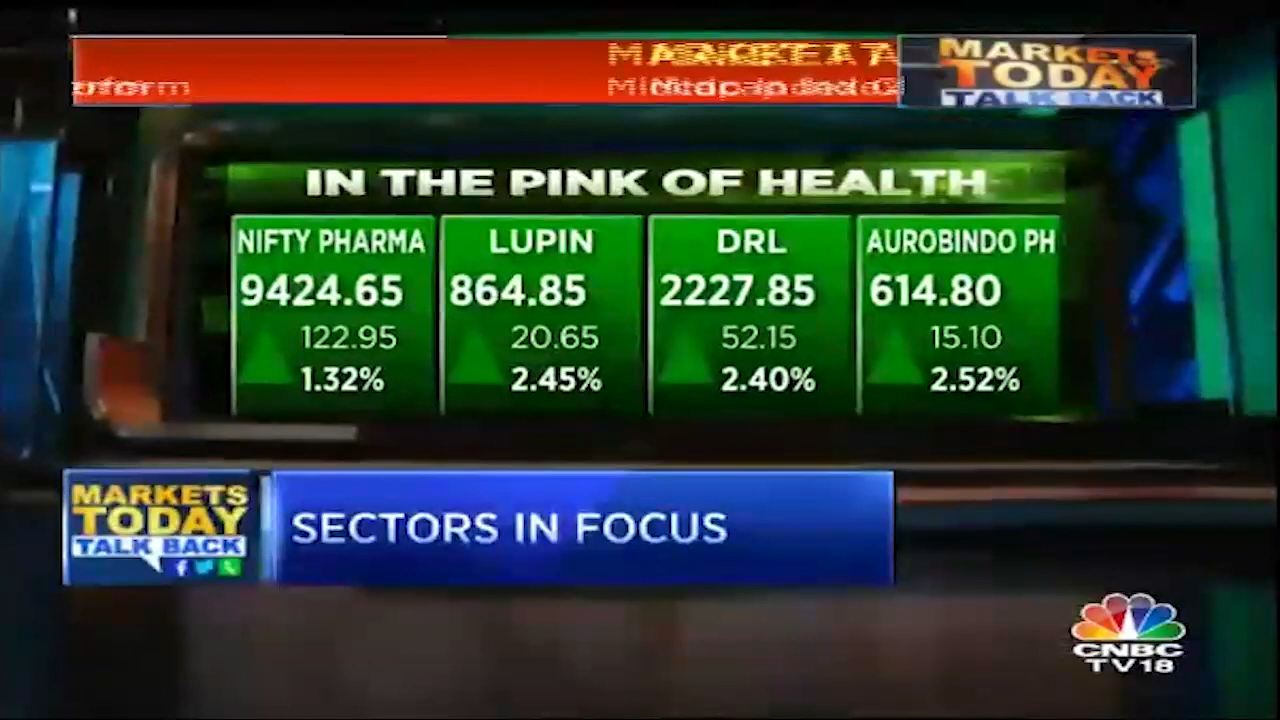 MARKETS
TODAY
TALK BACK
IN THE PINK OF HEALTH
NIFTY PHARMA
9424.65
122.95
1.32%
LUPIN
864.85
20.65
2.45%
DRL
2227.85
52.15
2.40%
AUROBINDO PH
614.80
15.10
2.52%
MARKETS
TODAY
TALK BACK
SECTORS IN FOCUS
CNBC
TV18